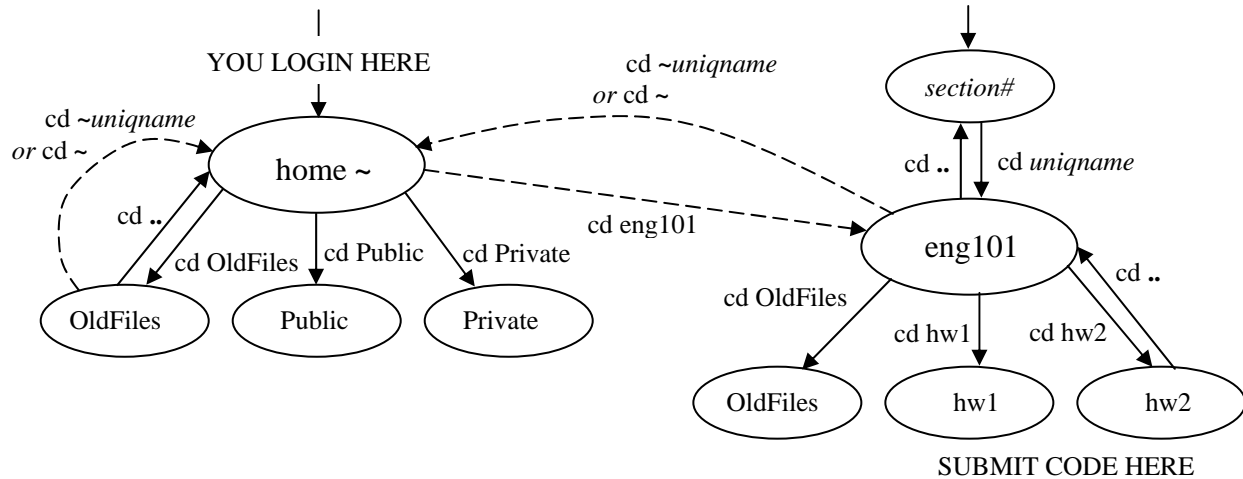 YOU LOGIN HERE
cd ~uniqname
or cd ~
home ~
cd ..
cd OldFiles
cd Public
cd Private
OldFiles
Public
Private
cd ~uniqname
or cd ~
cd eng101
section#
cd ..
cd uniqname
eng101
cd OldFiles
cd hw1
cd hw2
cd ..
OldFiles
hw1
hw2
SUBMIT CODE HERE